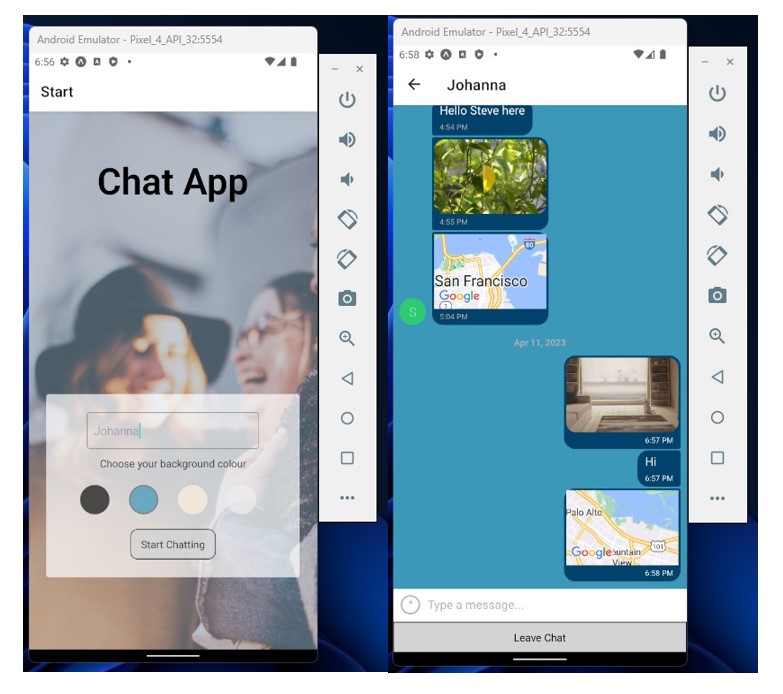 Android Emulator - Pixel_4_API_32:5554
6:56
Start
Chat App
Johanna
Choose your background colour
Start Chatting
Android Emulator - Pixel_4_API_32:5554
6:58
Johanna
Hello Steve here
4:54 PM
4:55 PM
80
San Francisco
Google
1
5:04 PM
S
Apr 11, 2023
6:57 PM
Hi
6:57 PM
Palo Alto
101
Google
ountain
View
6:58 PM
Type a message...
Leave Chat